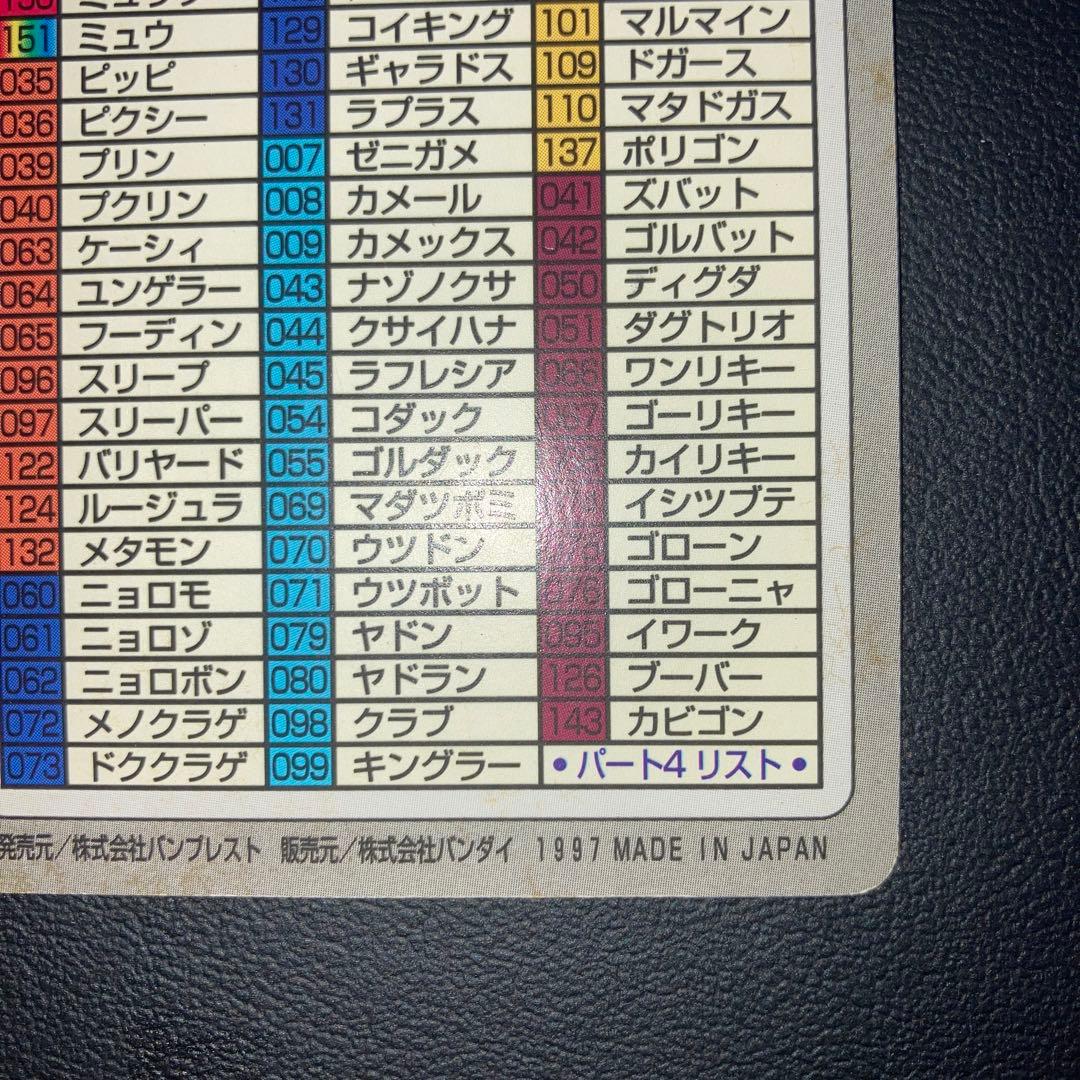 151 ミュウ 129 コイキング 101 マルマイン
035 ピッピ 130 ギャラドス 109 ドガース
036 ピクシー 131 ラプラス 110 マタドガス
039 プリン 007 ゼニガメ 137 ポリゴン
040 プクリン 008 カメール 041 ズバット
063 ケーシィ 009 カメックス 042 ゴルバット
064 ユンゲラー 043 ナゾノクサ 050 ディグダ
065 フーディン 044 クサイハナ 051 ダグトリオ
096 スリープ 045 ラフレシア 066 ワンリキー
097 スリーパー 054 コダック 067 ゴーリキー
122 バリヤード 055 ゴルダック カイリキー
124 ルージュラ 069 マダツボミ イシツブテ
132 メタモン 070 ウツドン ゴローン
060 ニョロモ 071 ウツボット 076 ゴローニャ
061 ニョロゾ 079 ヤドン 095 イワーク
062 ニョロボン 080 ヤドラン 126 ブーバー
072 メノクラゲ 098 クラブ 143 カビゴン
073 ドククラゲ 099 キングラー •パート4 リスト•
発売元/株式会社バンプレスト 販売元/株式会社バンダイ 1997 MADE IN JAPAN